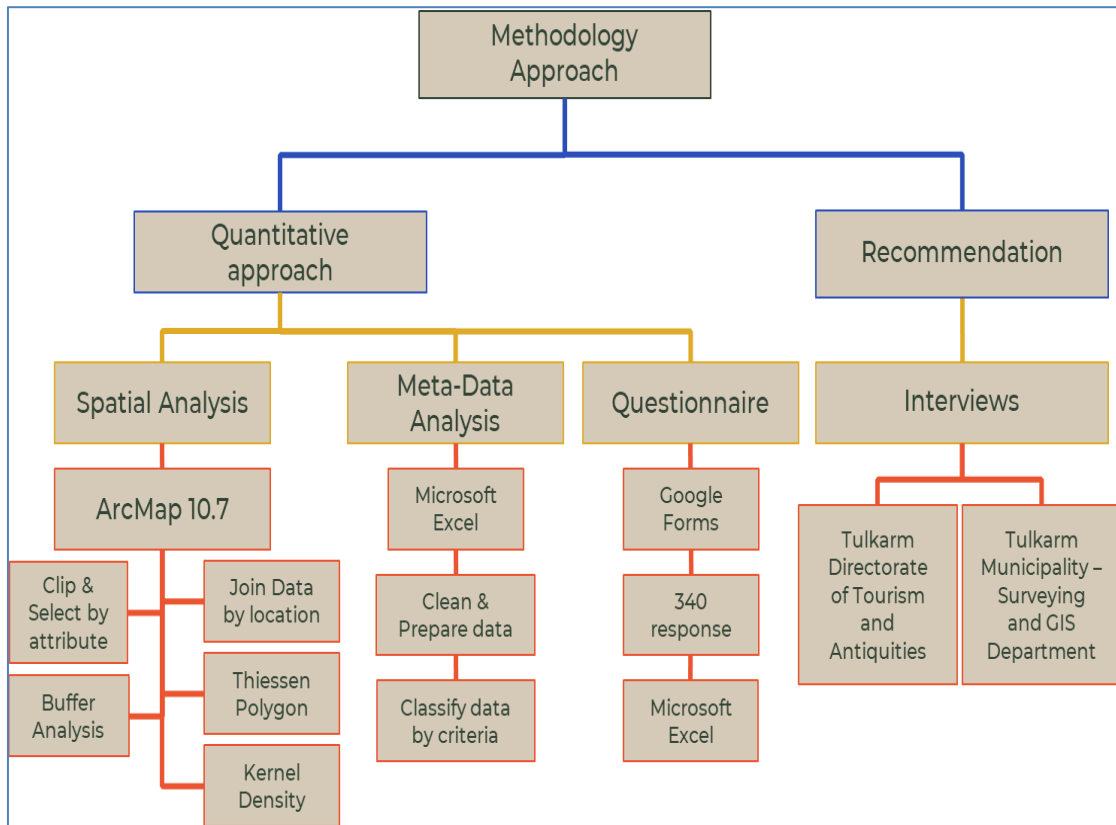 Methodology
Approach
Quantitative
approach
Recommendation
Spatial Analysis
Meta-Data
Analysis
Questionnaire
Interviews
ArcMap 10.7
Microsoft
Excel
Google
Forms
Tulkarm
Directorate
of Tourism
and
Antiquities
Tulkarm
Municipality –
Surveying
and GIS
Department
Clip &
Select by
attribute
Join Data
by location
Clean &
Prepare data
340
response
Buffer
Analysis
Thiessen
Polygon
Classify data
by criteria
Microsoft
Excel
Kernel
Density